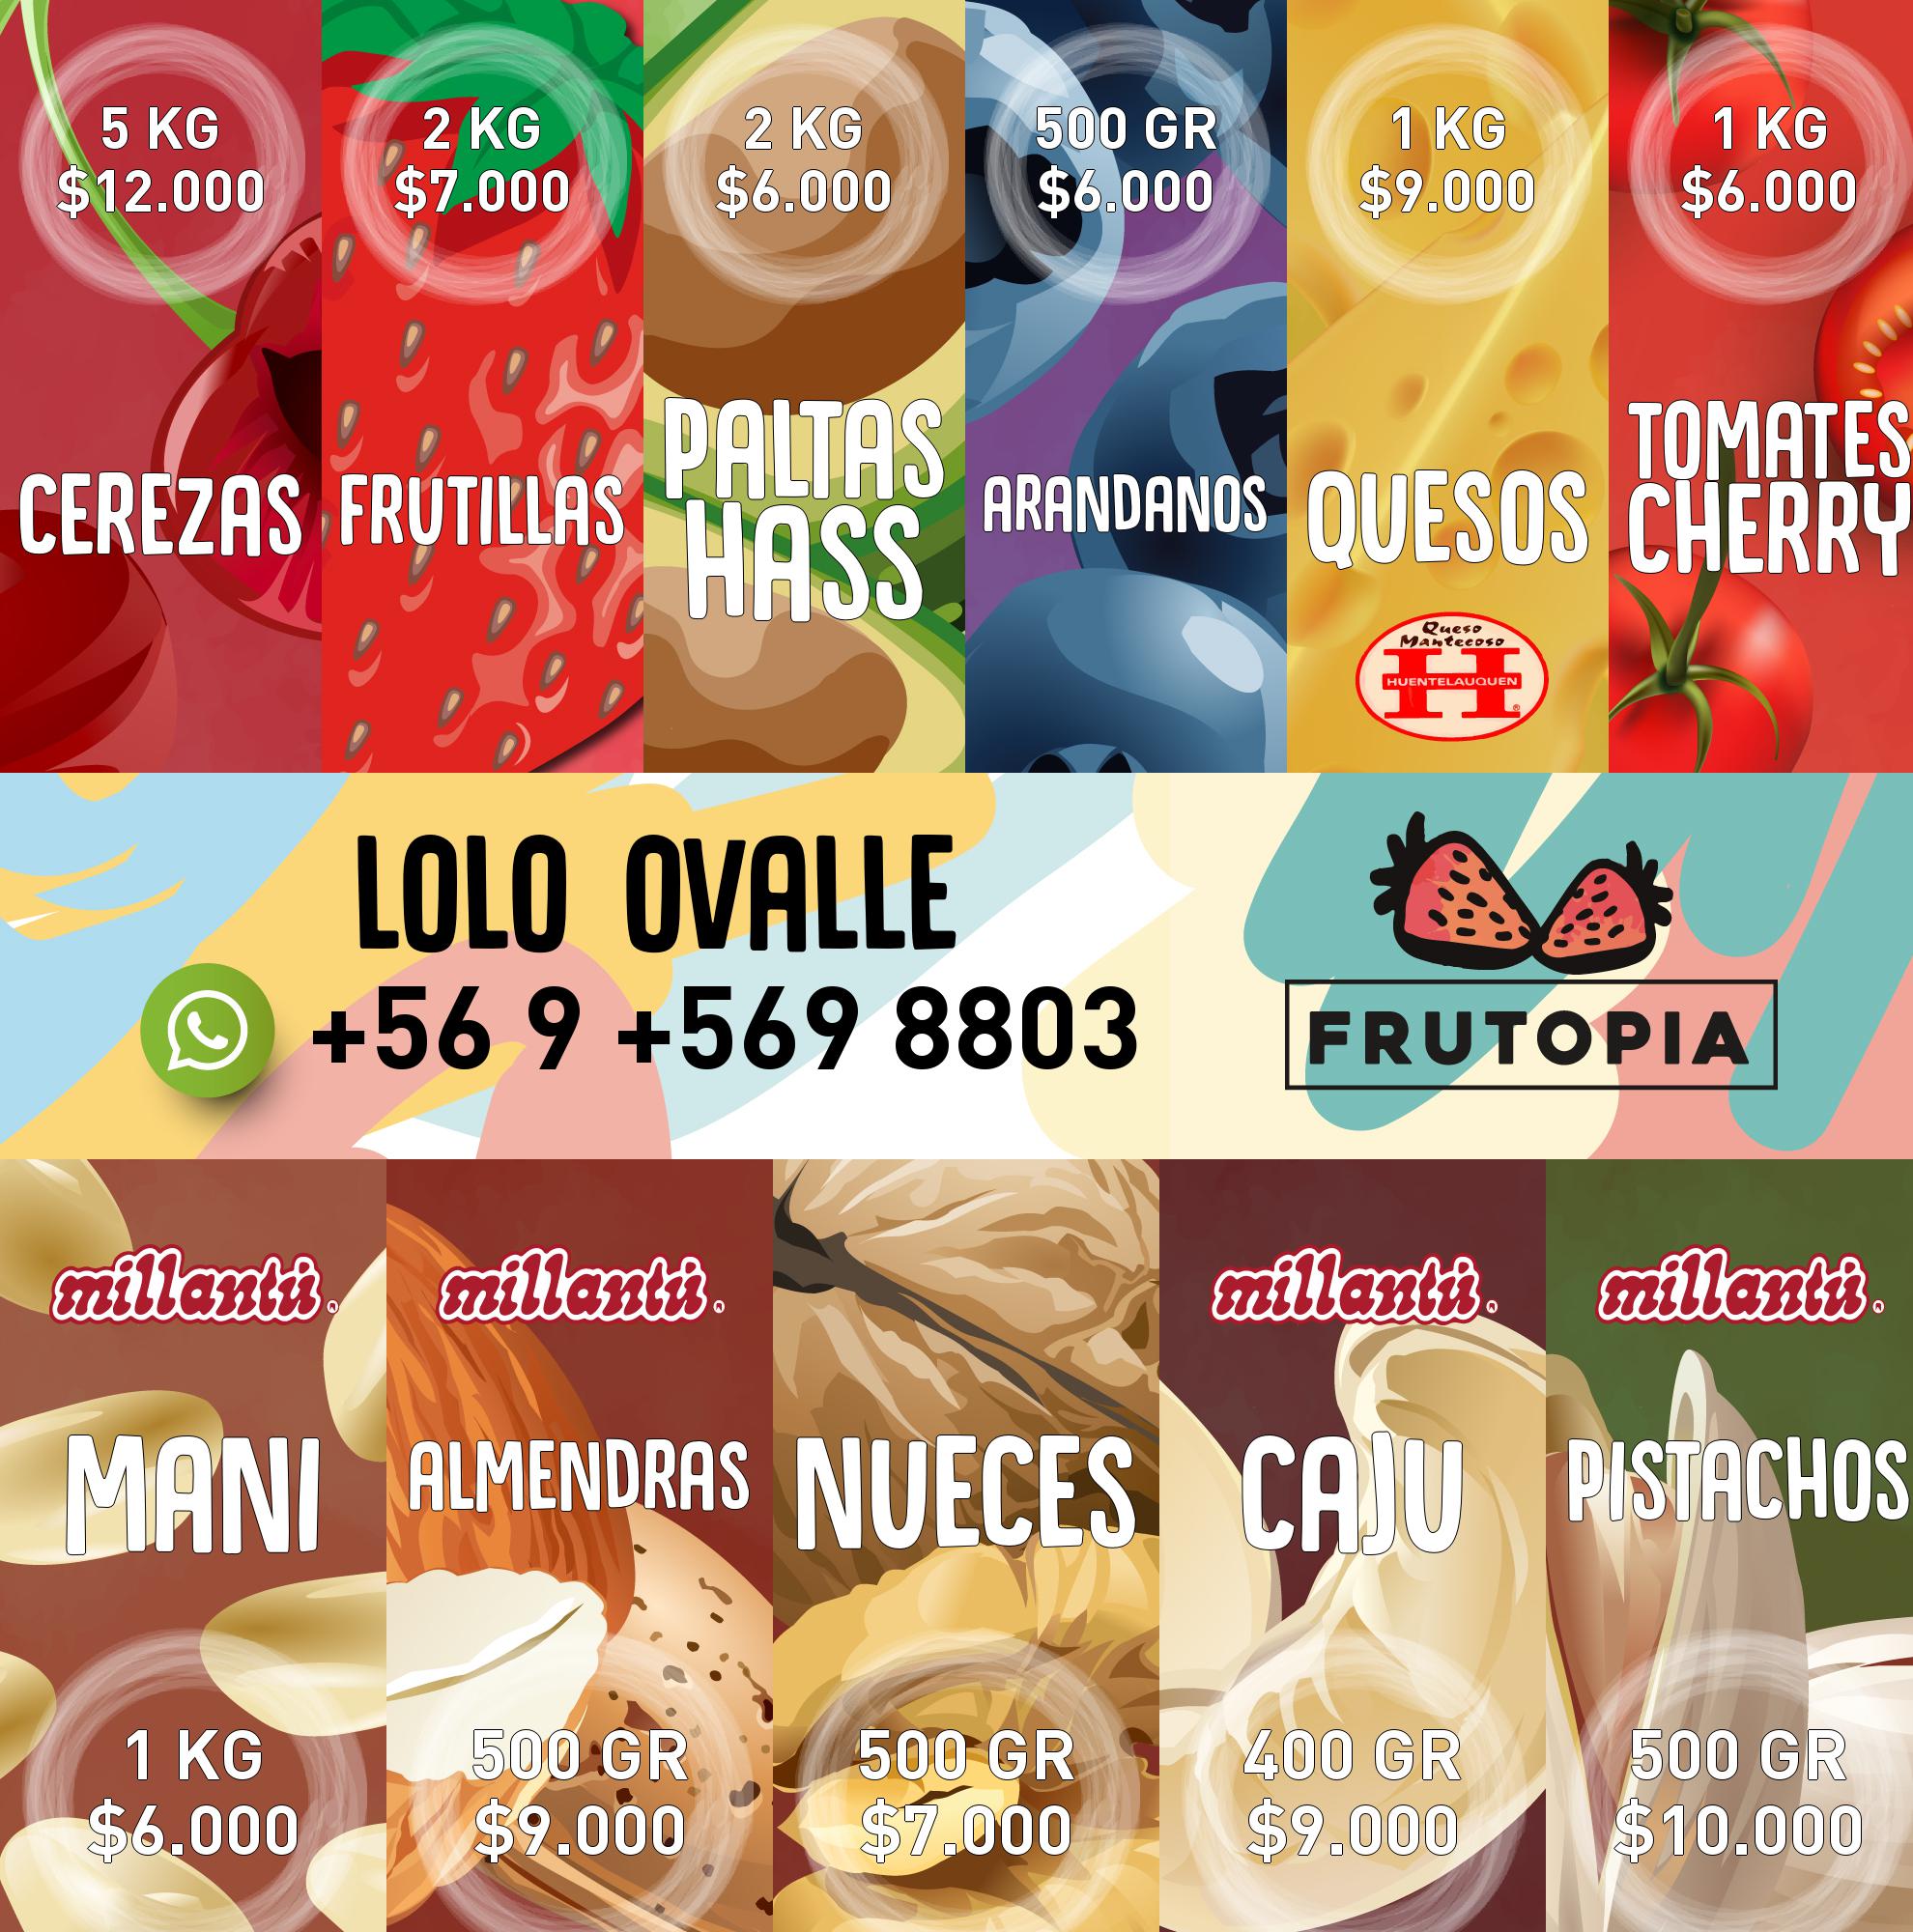 5 KG
$12.000
CEREZAS
2 KG
$7.000
FRUTILLAS
2 KG
$6.000
PALTAS
HASS
500 GR
$6.000
ARANDANOS
1 KG
$9.000
QUESOS
Queso
Mantecoso
H
HUENTELAUQUEN
®
1 KG
$6.000
TOMATES
CHERRY
LOLO OVALLE
+56 9 +569 8803
FRUTOPIA
millantú®
MANI
1 KG
$6.000
millantú®
ALMENDRAS
500 GR
$9.000
NUECES
500 GR
$7.000
millantú®
CAJU
400 GR
$9.000
millantú®
PISTACHOS
500 GR
$10.000